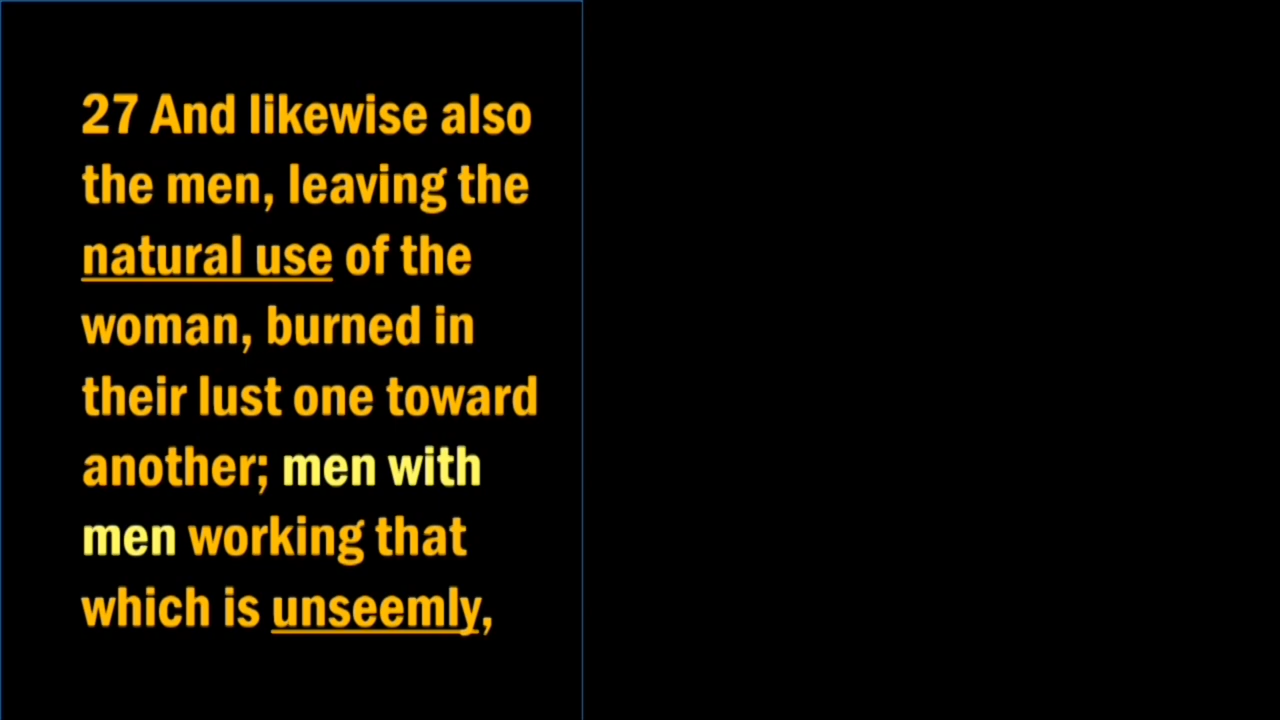 27 And likewise also
the men, leaving the
natural use of the
woman, burned in
their lust one toward
another; men with
men working that
which is unseemly,